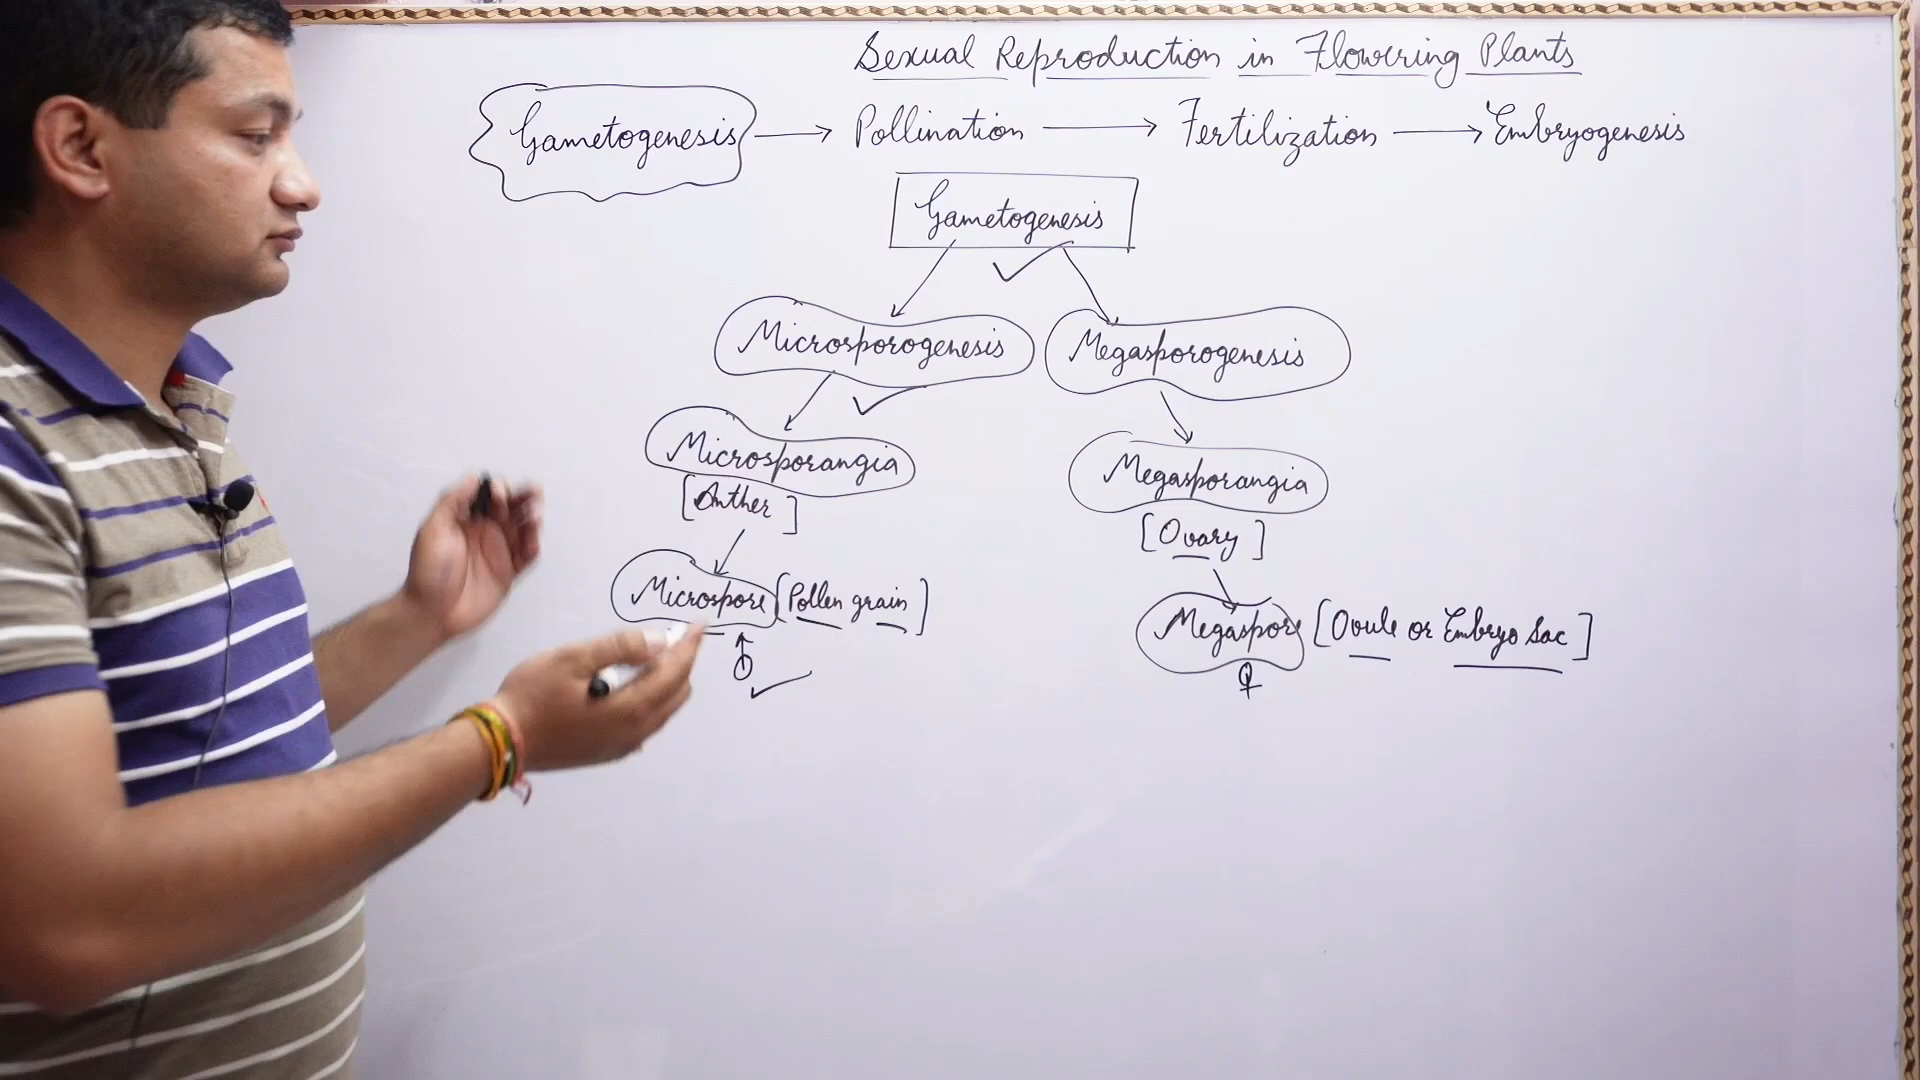 Sexual Reproduction in Flowering Plants
Gametogenesis → Pollination → Fertilization → Embryogenesis
Gametogenesis
Microsporogenesis
Megasporogenesis
Microsporangia
[Anther]
Megasporangia
[Ovary]
Microspore [Pollen grain]
Megaspore [Ovule or Embryo Sac]
♀